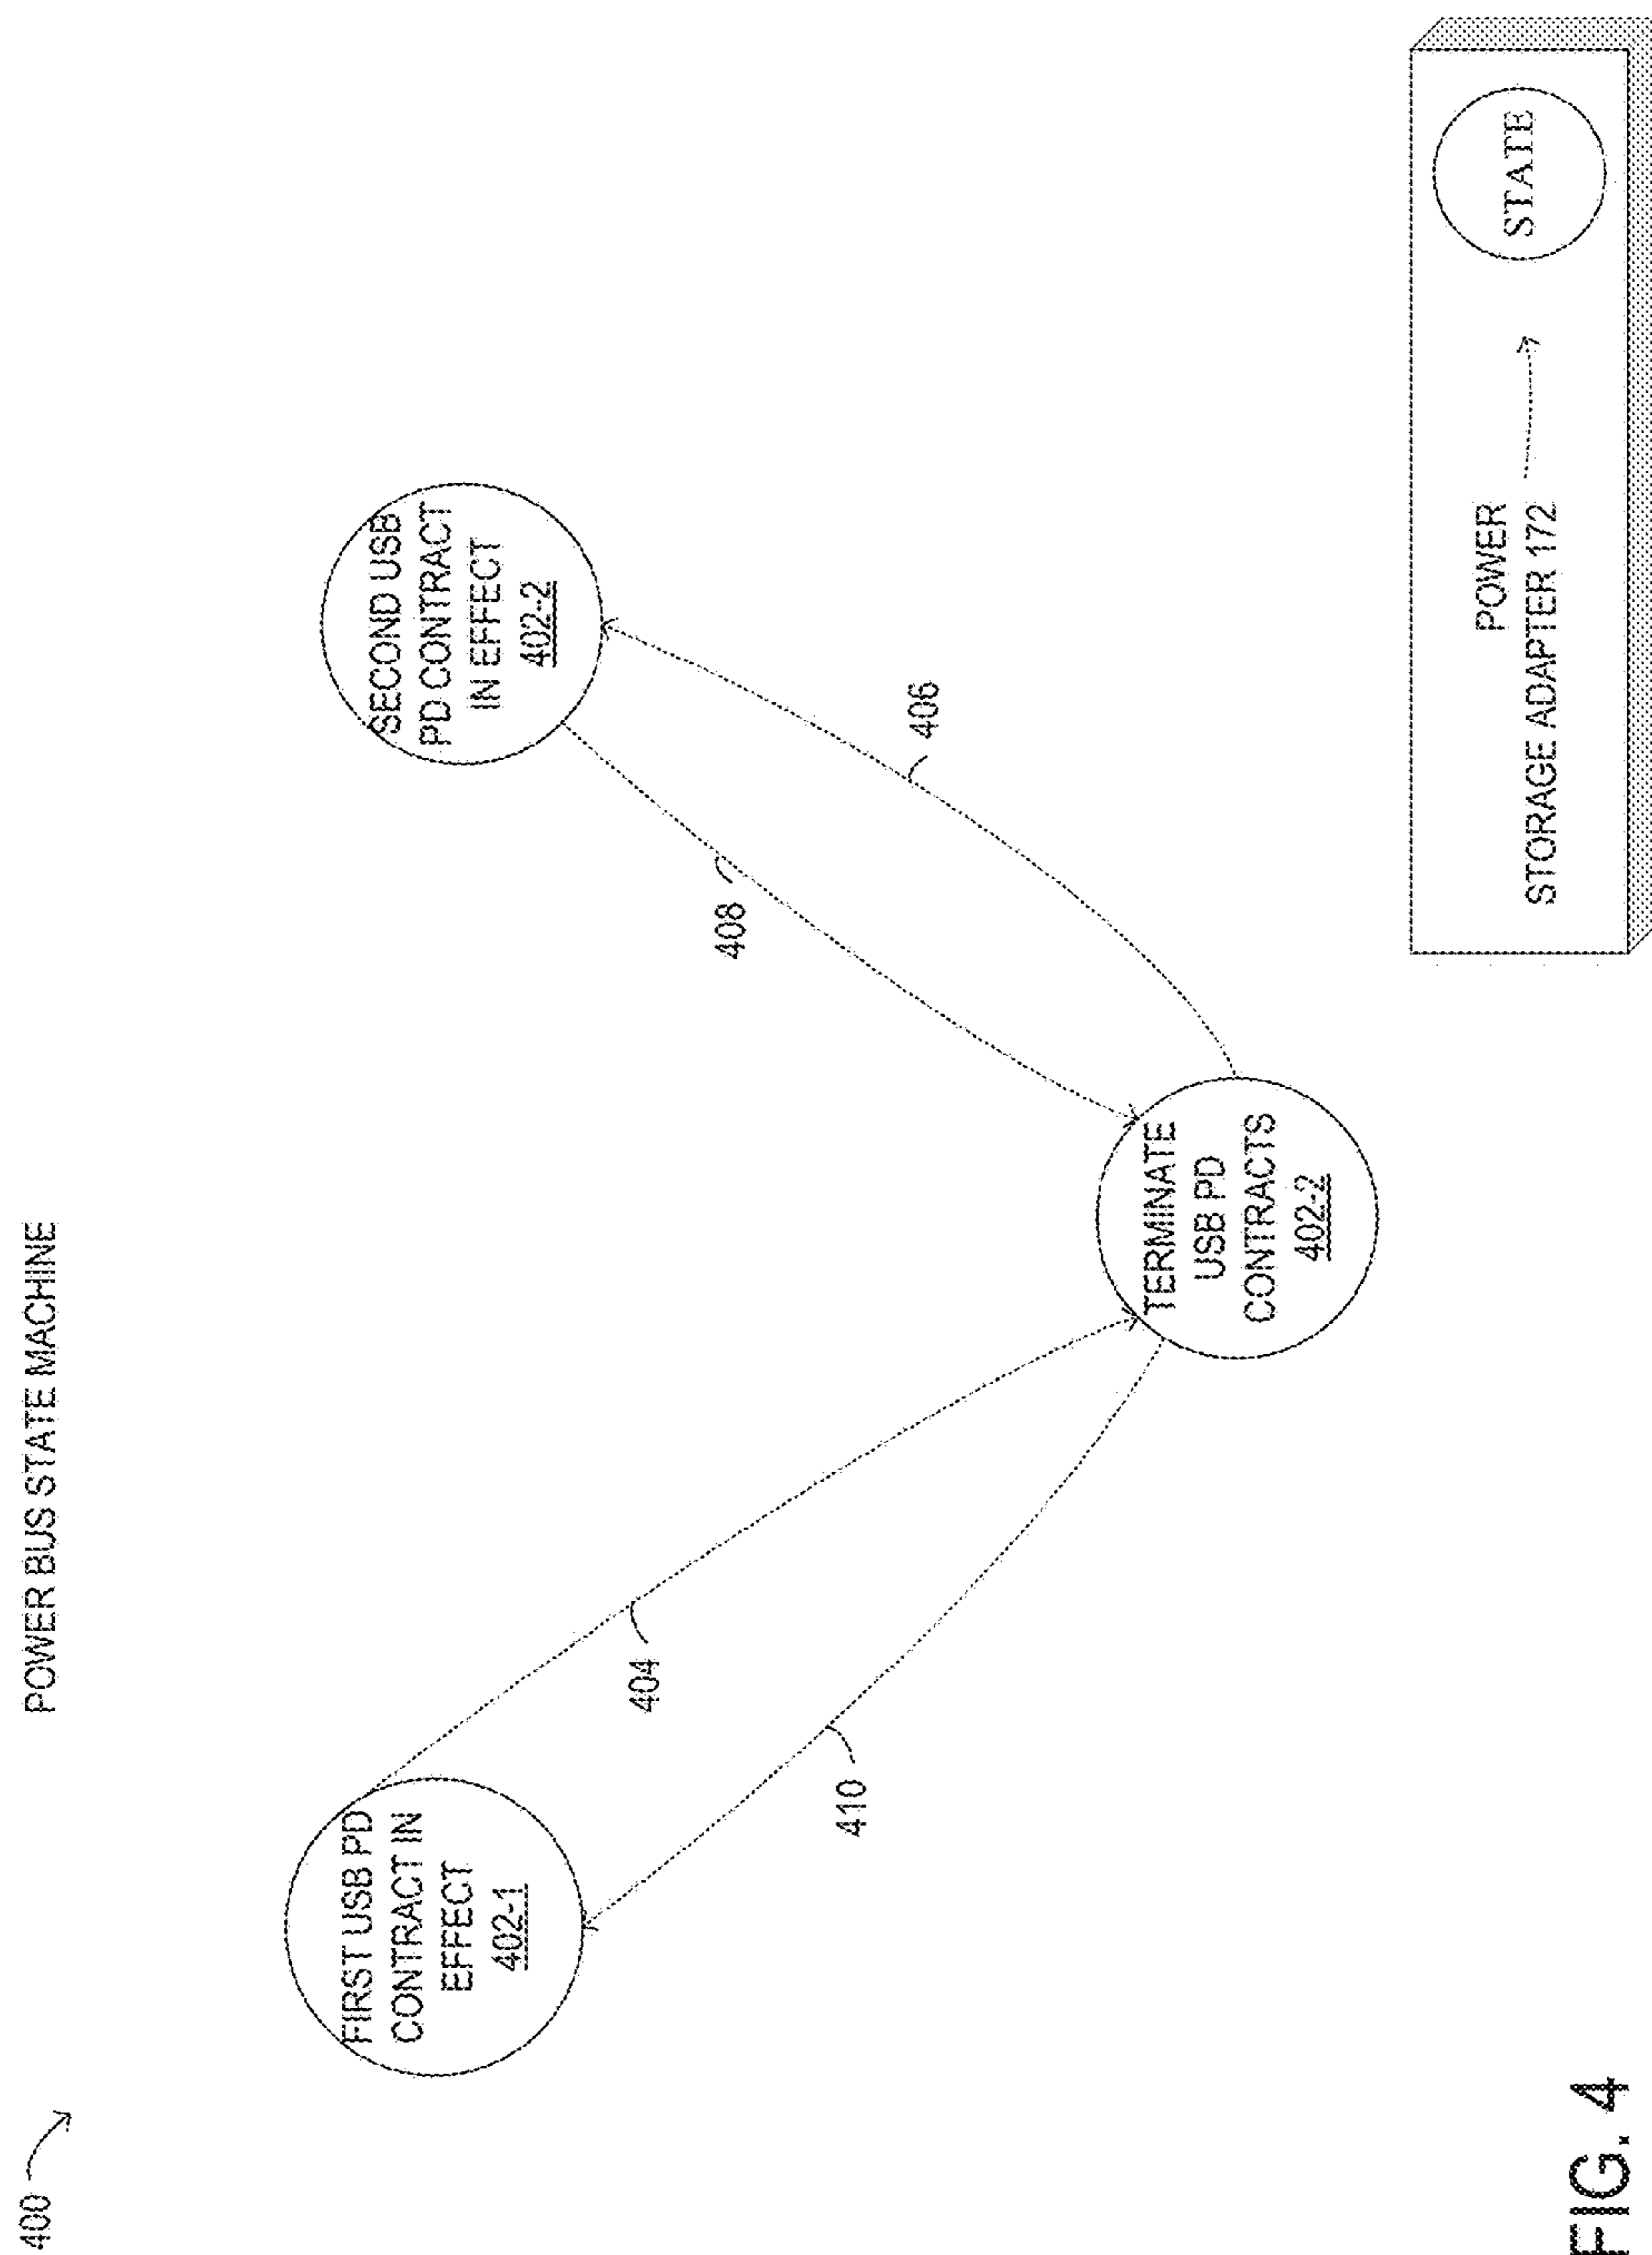 400
POWER BUS STATE MACHINE
FIRST USB PD
CONTRACT IN
EFFECT
402-1
SECOND USB
PD CONTRACT
IN EFFECT
402-2
404
408
410
406
TERMINATE
USB PD
CONTRACTS
402-2
POWER
STORAGE ADAPTER 172
STATE
FIG. 4